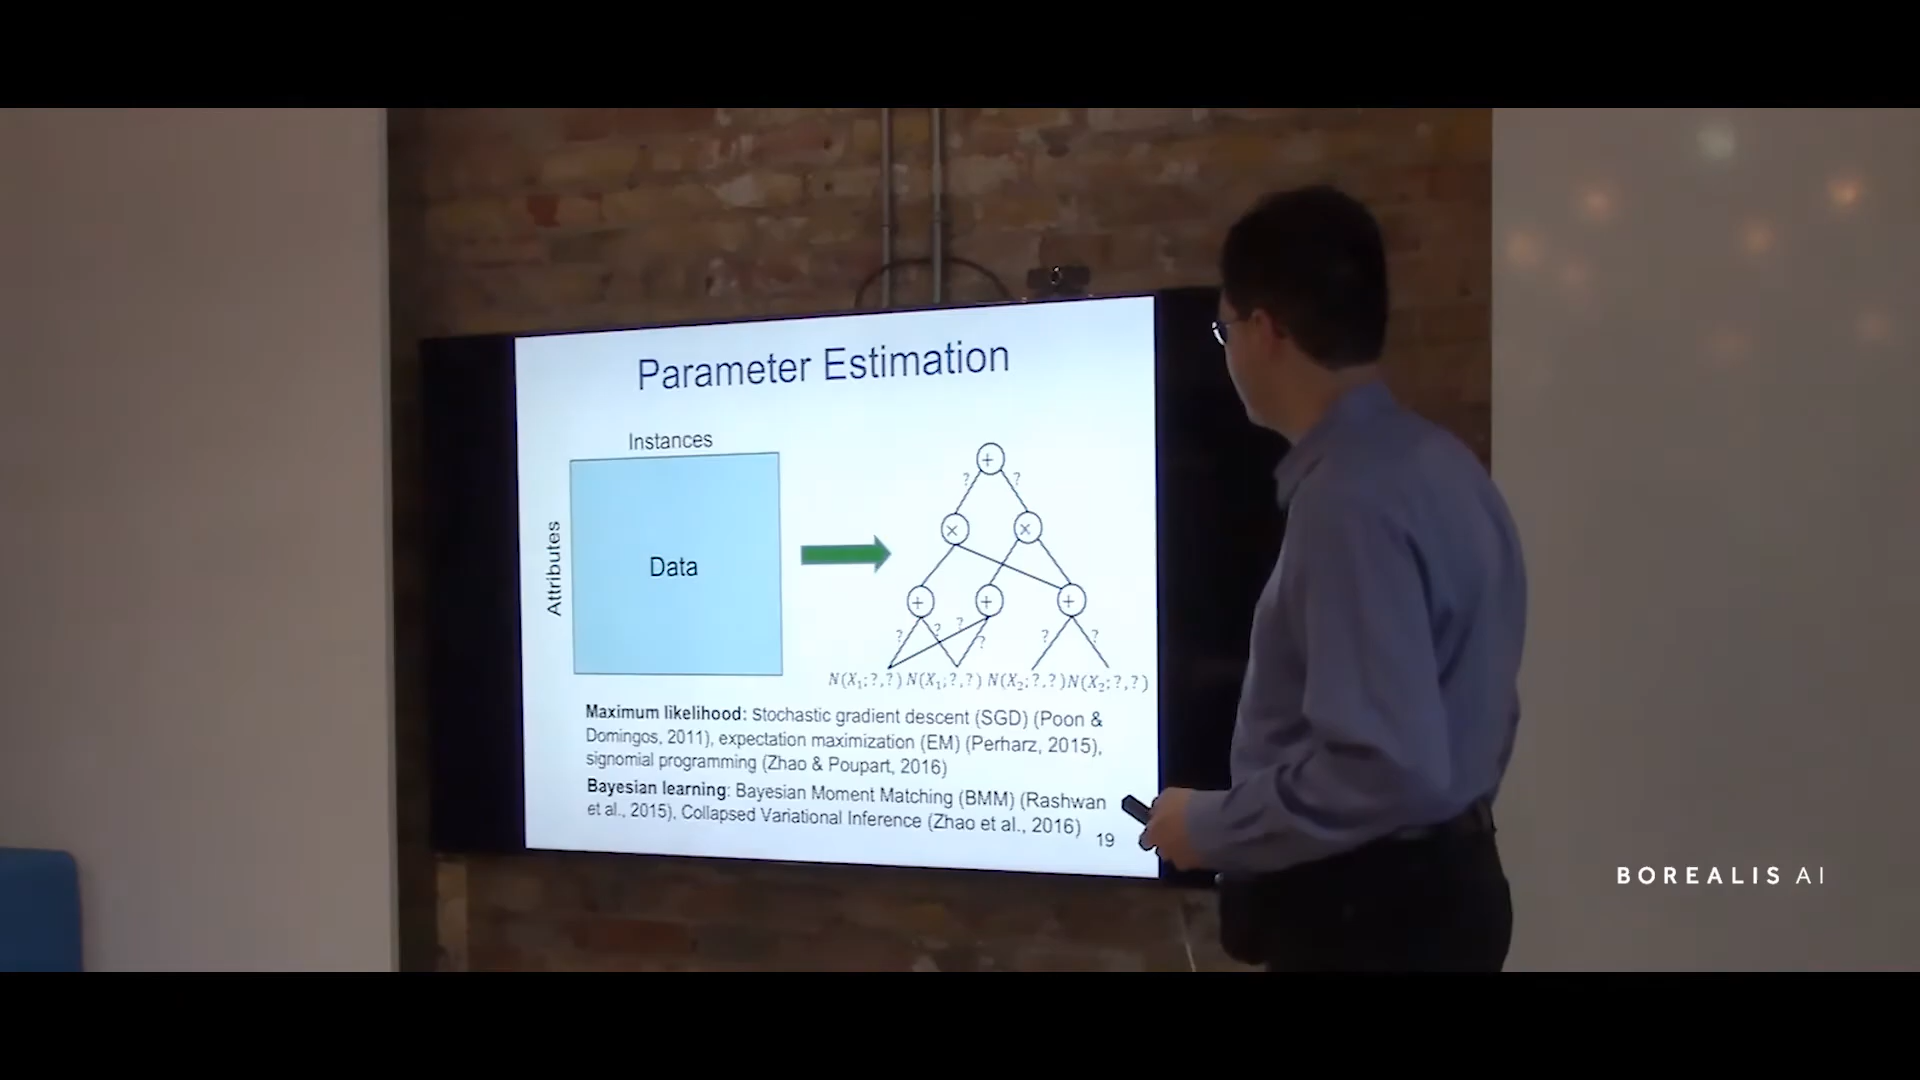 Parameter Estimation
Instances
Attributes
Data
+
? ?
× ×
+ + +
? ? ? ? ? ?
N(X₁;?,?) N(X₁;?,?) N(X₂;?,?) N(X₂;?,?)
Maximum likelihood: Stochastic gradient descent (SGD) (Poon &
Domingos, 2011), expectation maximization (EM) (Perharz, 2015),
signomial programming (Zhao & Poupart, 2016)
Bayesian learning: Bayesian Moment Matching (BMM) (Rashwan
et al., 2015), Collapsed Variational Inference (Zhao et al., 2016)
19
BOREALIS AI